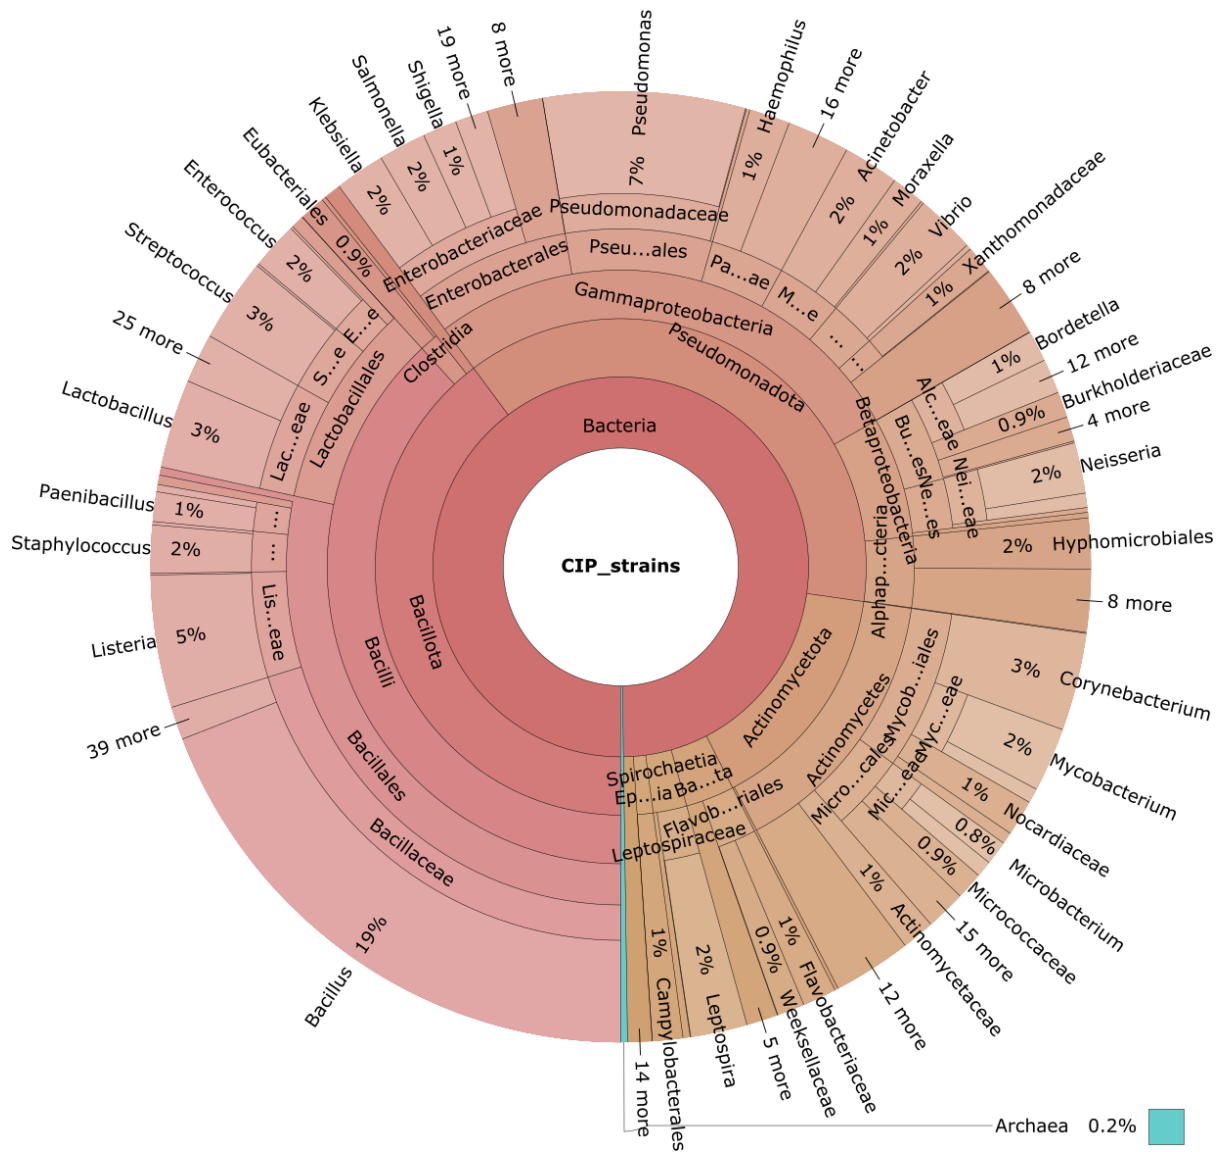 CIP_strains
Bacteria
Bacillota
Pseudomonadota
Actinomycetota
Spirochaetia
Ba...ta
Ep...ia
Bacilli
Clostridia
Gammaproteobacteria
Betaproteobacteria
Alphap...cteria
Actinomycetes
Flavob...riales
Leptospiraceae
Bacillales
Bacillaceae
Lis...eae
...
...
Lactobacillales
Lac...eae
S...e
E...e
Enterobacterales
Enterobacteriaceae
Pseu...ales
Pseudomonadaceae
Pa...ae
M...e
...
...
Bu...es
Alc...eae
Ne...es
Nei...eae
Mycob...iales
Myc...eae
Micro...cales
Mic...eae
Bacillus
19%
39 more
Listeria
5%
Staphylococcus
2%
Paenibacillus
1%
Lactobacillus
3%
25 more
Streptococcus
3%
Enterococcus
2%
Eubacteriales
0.9%
Klebsiella
2%
Salmonella
2%
Shigella
1%
19 more
8 more
Pseudomonas
7%
Haemophilus
1%
16 more
Acinetobacter
2%
Moraxella
1%
Vibrio
2%
Xanthomonadaceae
1%
8 more
Bordetella
1%
12 more
Burkholderiaceae
0.9%
4 more
Neisseria
2%
Hyphomicrobiales
2%
8 more
Corynebacterium
3%
Mycobacterium
2%
Nocardiaceae
1%
Microbacterium
0.8%
Micrococcaceae
0.9%
15 more
Actinomycetaceae
1%
12 more
Flavobacteriaceae
1%
Weeksellaceae
0.9%
5 more
Leptospira
2%
Campylobacterales
1%
14 more
Archaea 0.2%